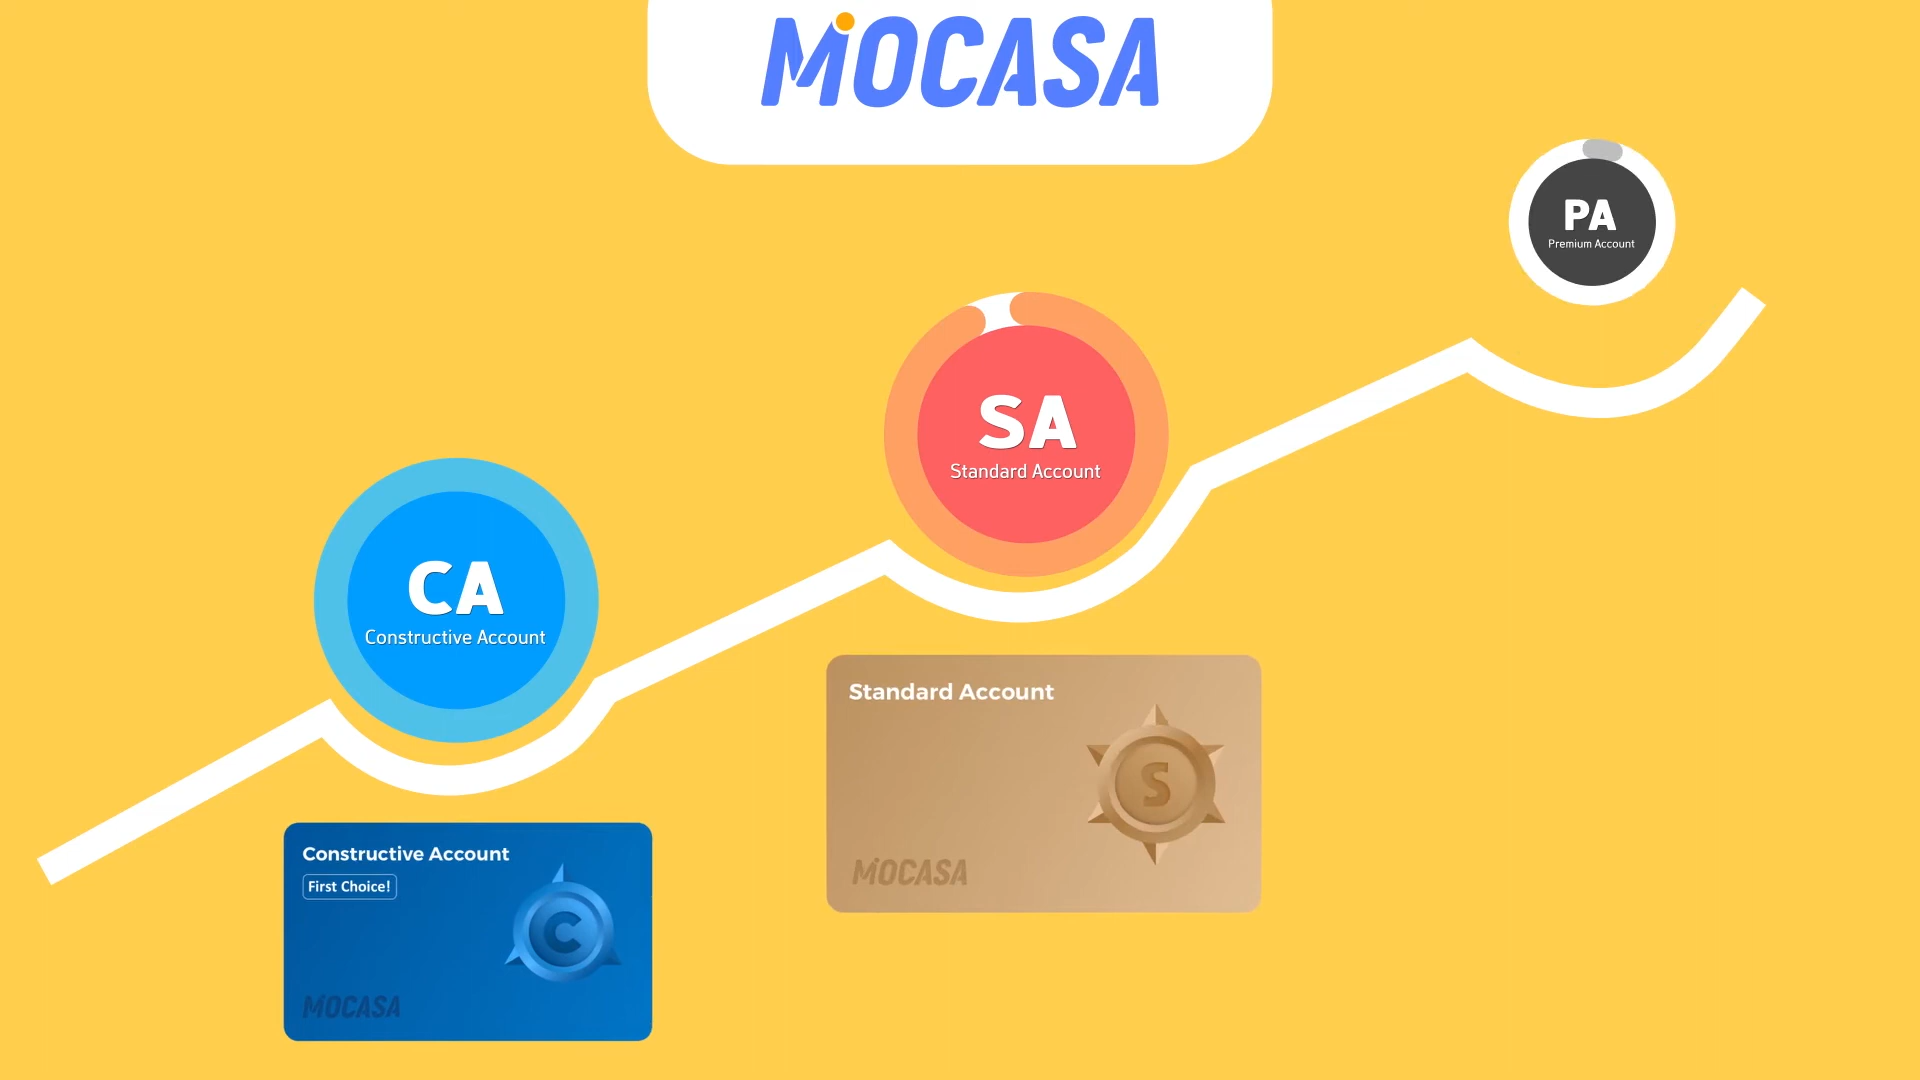 MOCASA
PA
Premium Account
SA
Standard Account
CA
Constructive Account
Standard Account
S
MOCASA
Constructive Account
First Choice!
C
MOCASA